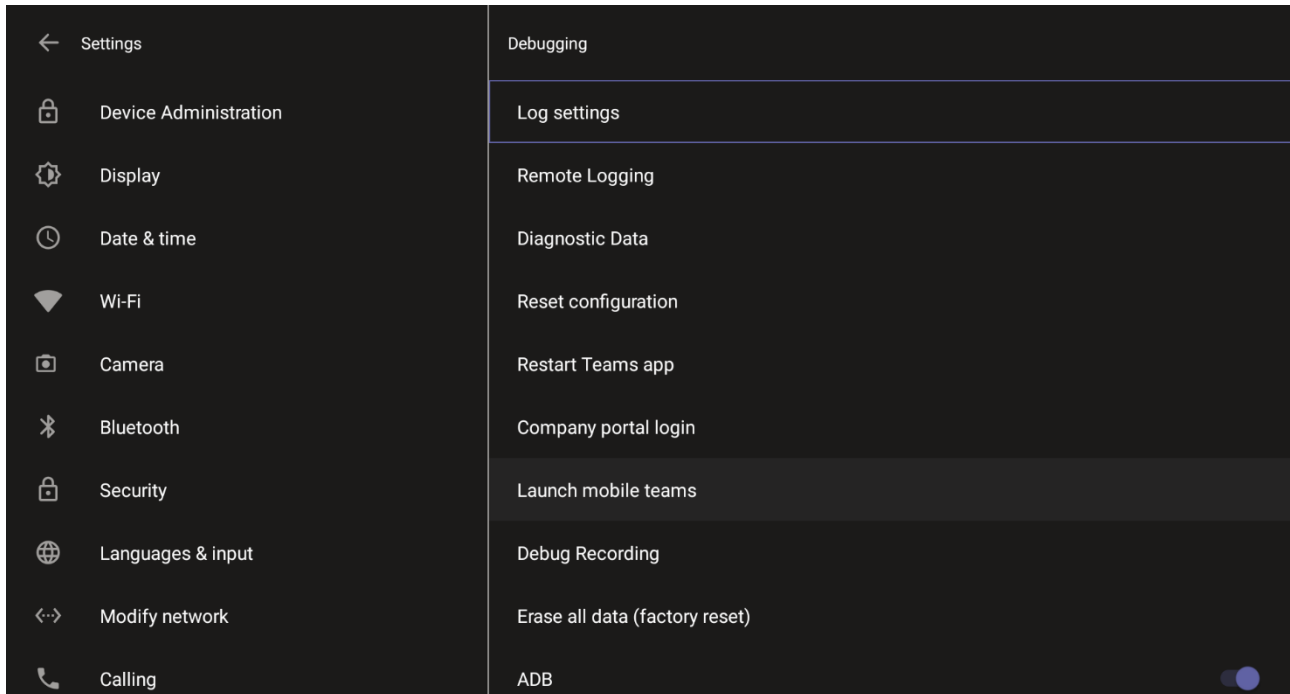 Settings
Device Administration
Display
Date & time
Wi-Fi
Camera
Bluetooth
Security
Languages & input
Modify network
Calling
Debugging
Log settings
Remote Logging
Diagnostic Data
Reset configuration
Restart Teams app
Company portal login
Launch mobile teams
Debug Recording
Erase all data (factory reset)
ADB